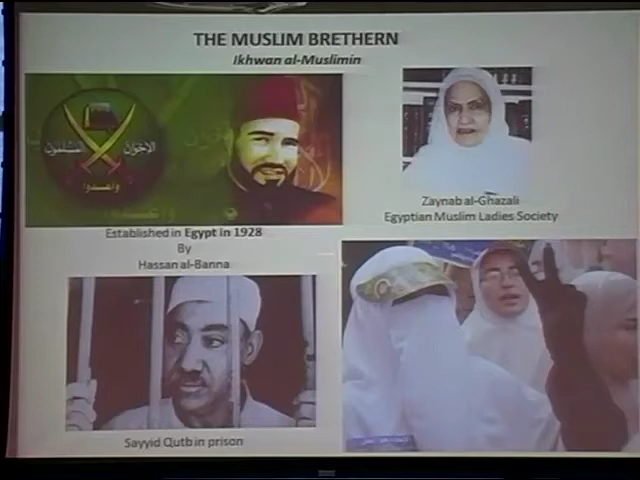 THE MUSLIM BRETHERN
Ikhwan al-Muslimin
الإخوان المسلمون
وأعدوا
Established in Egypt in 1928
By
Hassan al-Banna
Zaynab al-Ghazali
Egyptian Muslim Ladies Society
Sayyid Qutb in prison